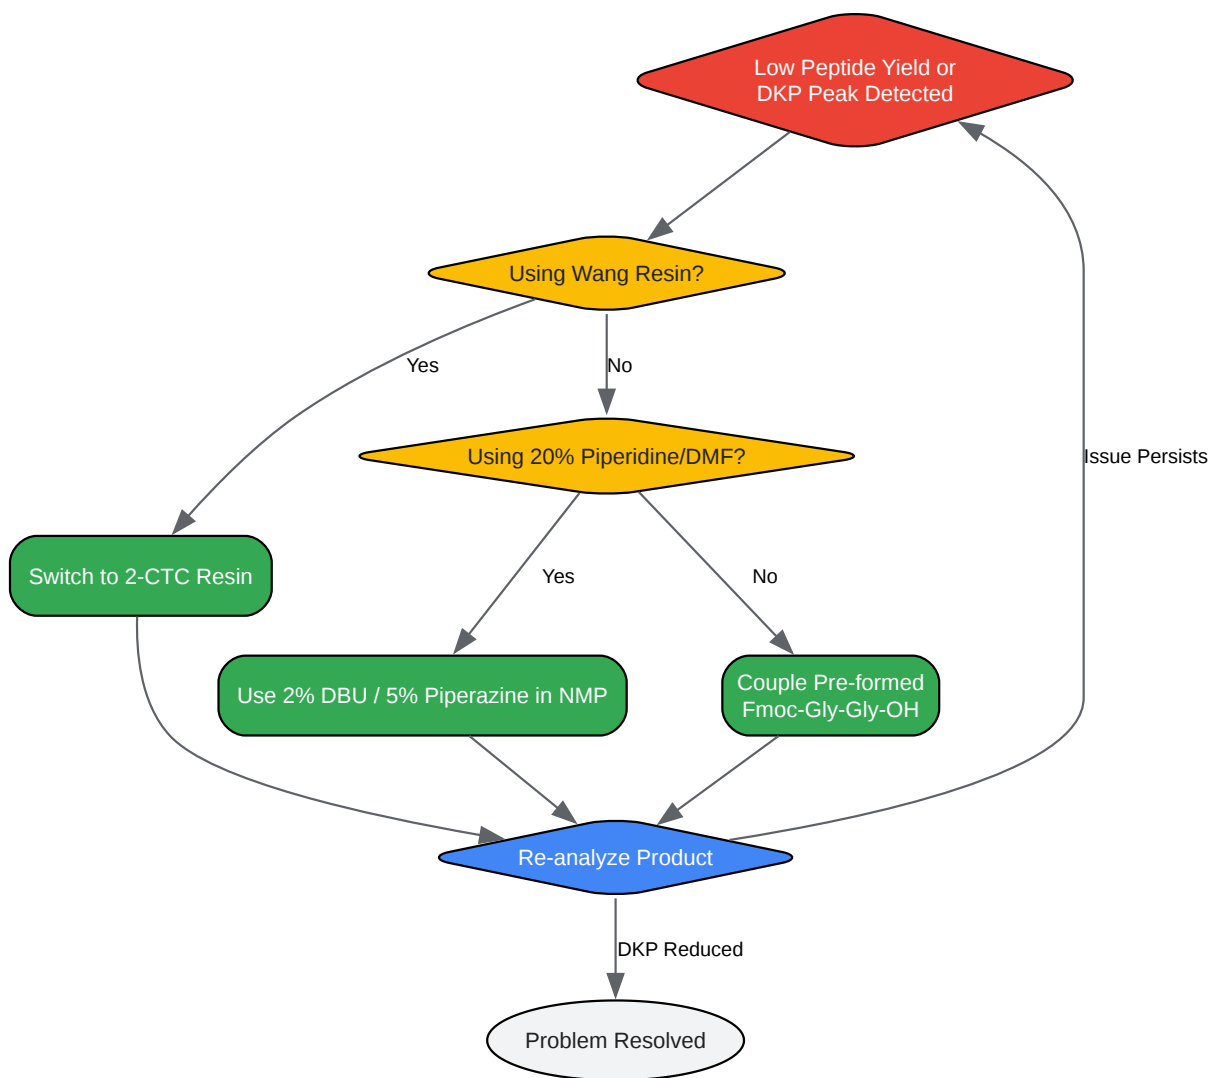 Low Peptide Yield or
DKP Peak Detected
Using Wang Resin?
Yes
No
Using 20% Piperidine/DMF?
Issue Persists
Switch to 2-CTC Resin
Yes
No
Use 2% DBU / 5% Piperazine in NMP
Couple Pre-formed
Fmoc-Gly-Gly-OH
Re-analyze Product
DKP Reduced
Problem Resolved